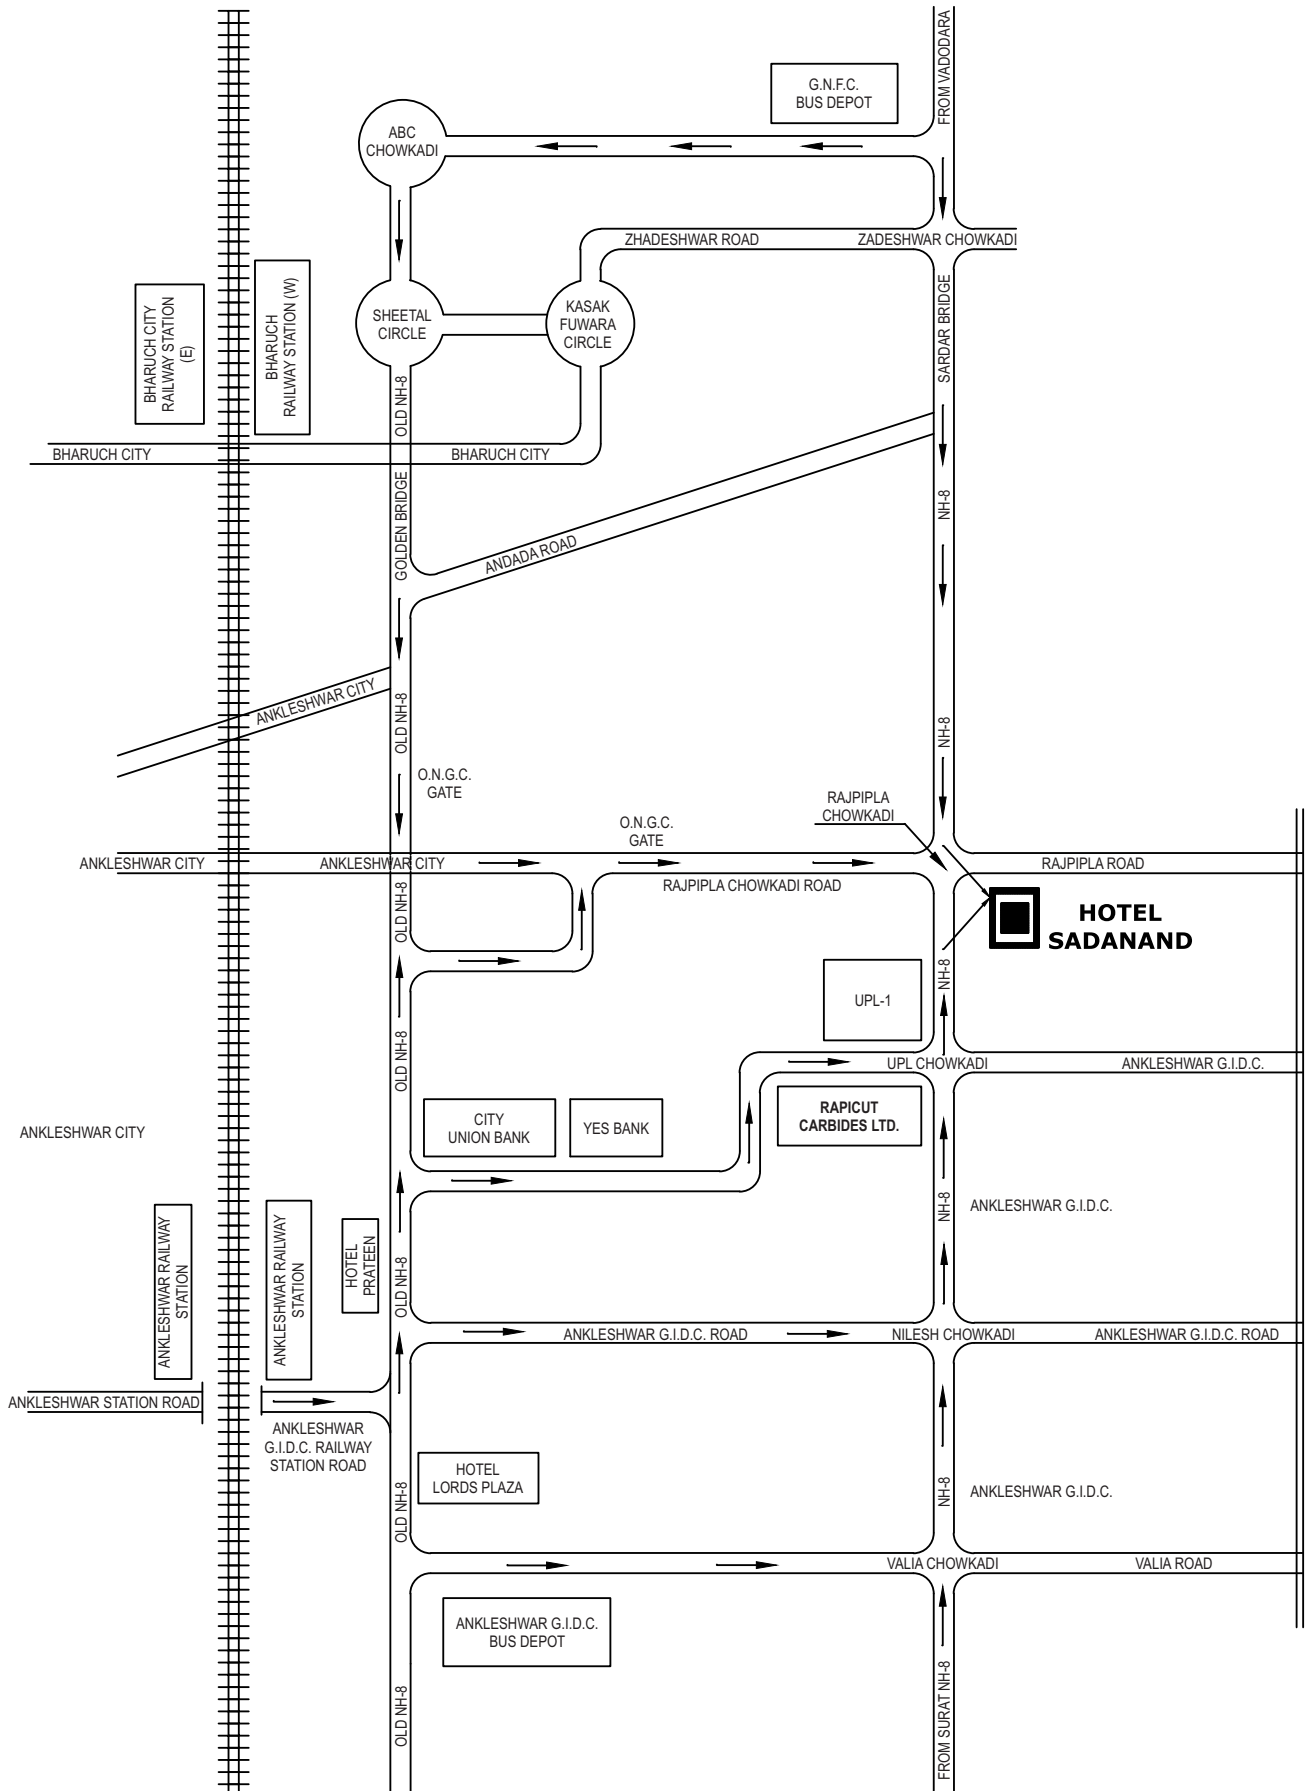 FROM VADODARA
G.N.F.C.
BUS DEPOT
ABC
CHOWKADI
ZHADESHWAR ROAD
ZADESHWAR CHOWKADI
BHARUCH CITY
RAILWAY STATION
(E)
BHARUCH
RAILWAY STATION (W)
SHEETAL
CIRCLE
KASAK
FUWARA
CIRCLE
SARDAR BRIDGE
OLD NH-8
BHARUCH CITY
BHARUCH CITY
GOLDEN BRIDGE
NH-8
ANDADA ROAD
ANKLESHWAR CITY
OLD NH-8
NH-8
O.N.G.C.
GATE
RAJPIPLA
CHOWKADI
O.N.G.C.
GATE
ANKLESHWAR CITY
ANKLESHWAR CITY
RAJPIPLA ROAD
RAJPIPLA CHOWKADI ROAD
OLD NH-8
HOTEL
SADANAND
NH-8
UPL-1
OLD NH-8
UPL CHOWKADI
ANKLESHWAR G.I.D.C.
CITY
UNION BANK
YES BANK
RAPICUT
CARBIDES LTD.
ANKLESHWAR CITY
NH-8
ANKLESHWAR G.I.D.C.
ANKLESHWAR RAILWAY
STATION
ANKLESHWAR RAILWAY
STATION
HOTEL
PRATEEN
OLD NH-8
ANKLESHWAR G.I.D.C. ROAD
NILESH CHOWKADI
ANKLESHWAR G.I.D.C. ROAD
ANKLESHWAR STATION ROAD
ANKLESHWAR
G.I.D.C. RAILWAY
STATION ROAD
HOTEL
LORDS PLAZA
OLD NH-8
NH-8
ANKLESHWAR G.I.D.C.
VALIA CHOWKADI
VALIA ROAD
ANKLESHWAR G.I.D.C.
BUS DEPOT
OLD NH-8
FROM SURAT NH-8